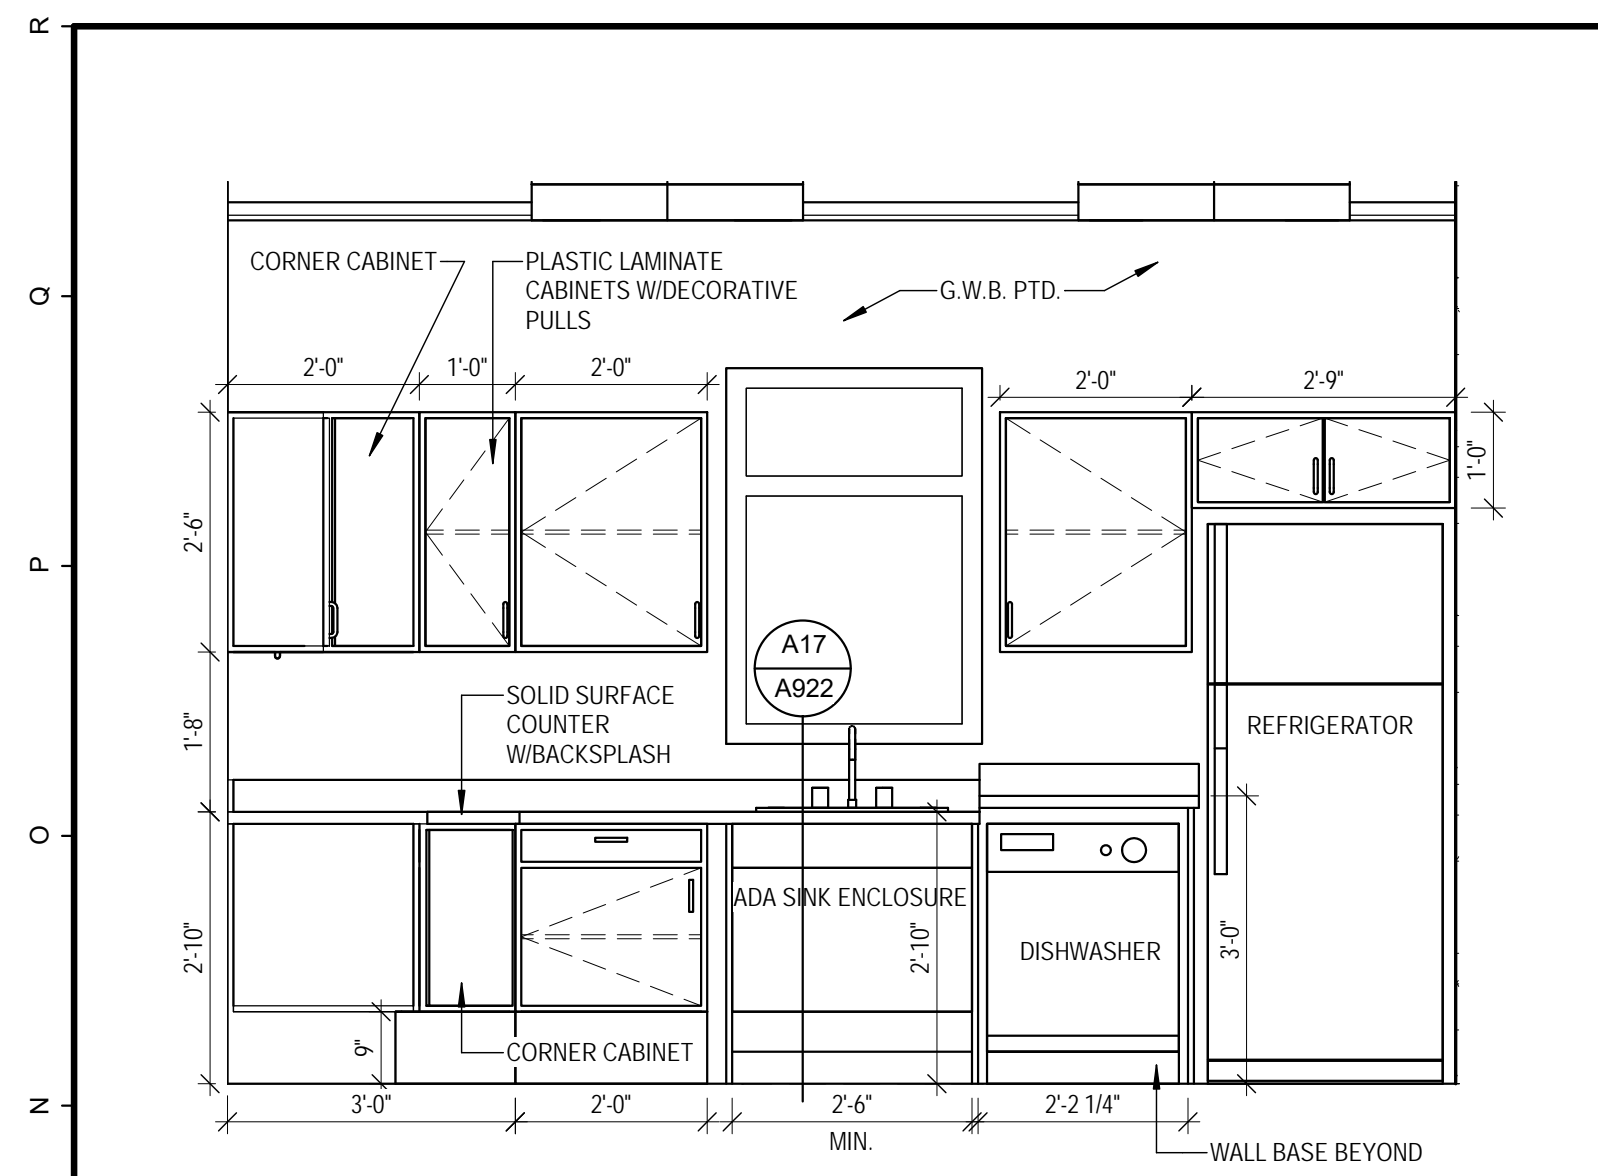 R
CORNER CABINET
PLASTIC LAMINATE
CABINETS W/DECORATIVE
PULLS
G.W.B. PTD.
Q
2'-0"
1'-0"
2'-0"
2'-0"
2'-9"
1'-0"
2'-6"
P
A17
A922
SOLID SURFACE
COUNTER
W/BACKSPLASH
1'-8"
REFRIGERATOR
O
ADA SINK ENCLOSURE
2'-10"
2'-10"
DISHWASHER
3'-0"
9"
CORNER CABINET
N
3'-0"
2'-0"
2'-6"
MIN.
2'-2 1/4"
WALL BASE BEYOND